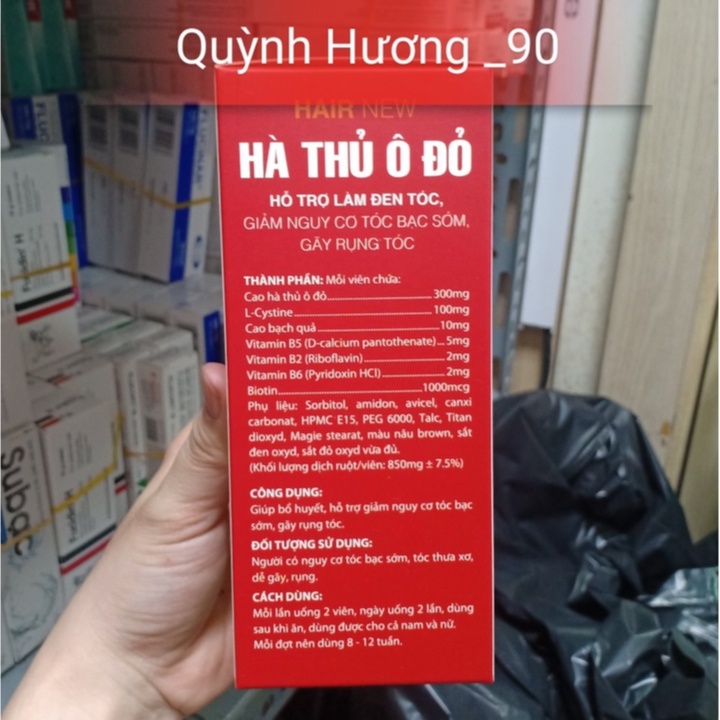 Quỳnh Hương _90
HAIR NEW
HÀ THỦ Ô ĐỎ
HỖ TRỢ LÀM ĐEN TÓC,
GIẢM NGUY CƠ TÓC BẠC SỚM,
GÃY RỤNG TÓC
THÀNH PHẦN: Mỗi viên chứa:
Cao hà thủ ô đỏ 300mg
L-Cystine 100mg
Cao bạch quả 10mg
Vitamin B5 (D-calcium pantothenate) 5mg
Vitamin B2 (Riboflavin) 2mg
Vitamin B6 (Pyridoxin HCl) 2mg
Biotin 1000mcg
Phụ liệu: Sorbitol, amidon, avicel, canxi
carbonat, HPMC E15, PEG 6000, Talc, Titan
dioxyd, Magie stearat, màu nâu brown, sắt
đen oxyd, sắt đỏ oxyd vừa đủ.
(Khối lượng dịch ruột/viên: 850mg ± 7.5%)
CÔNG DỤNG:
Giúp bổ huyết, hỗ trợ giảm nguy cơ tóc bạc
sớm, gãy rụng tóc.
ĐỐI TƯỢNG SỬ DỤNG:
Người có nguy cơ tóc bạc sớm, tóc thưa xơ,
dễ gãy, rụng.
CÁCH DÙNG:
Mỗi lần uống 2 viên, ngày uống 2 lần, dùng
sau khi ăn, dùng được cho cả nam và nữ.
Mỗi đợt nên dùng 8 - 12 tuần.